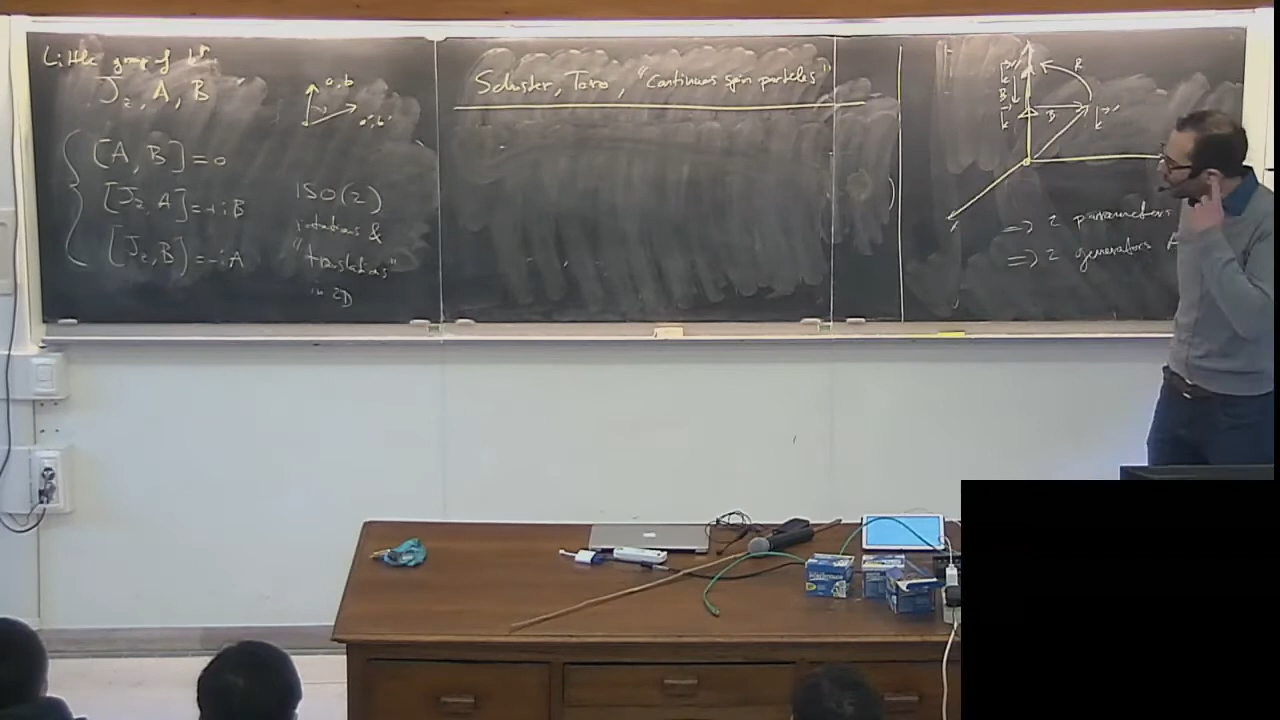 Little group of k^μ
J_z, A, B
[A, B] = 0
[J_z, A] = +iB
[J_z, B] = -iA
a, b
a', b'
ISO(2)
rotations &
"translations"
in 2D
Schuster, Toro, "Continuous spin particles"
R
B
B
k
k'
=> 2 parameters
=> 2 generators A